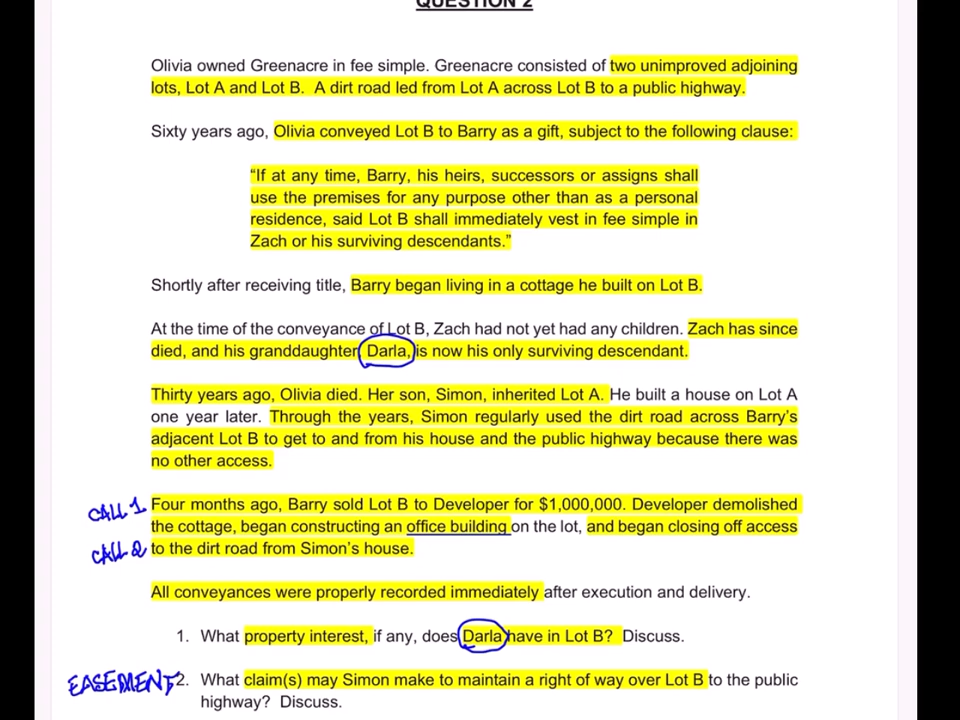 QUESTION 2
Olivia owned Greenacre in fee simple. Greenacre consisted of two unimproved adjoining
lots, Lot A and Lot B. A dirt road led from Lot A across Lot B to a public highway.
Sixty years ago, Olivia conveyed Lot B to Barry as a gift, subject to the following clause:
“If at any time, Barry, his heirs, successors or assigns shall
use the premises for any purpose other than as a personal
residence, said Lot B shall immediately vest in fee simple in
Zach or his surviving descendants.”
Shortly after receiving title, Barry began living in a cottage he built on Lot B.
At the time of the conveyance of Lot B, Zach had not yet had any children. Zach has since
died, and his granddaughter, Darla, is now his only surviving descendant.
Thirty years ago, Olivia died. Her son, Simon, inherited Lot A. He built a house on Lot A
one year later. Through the years, Simon regularly used the dirt road across Barry’s
adjacent Lot B to get to and from his house and the public highway because there was
no other access.
CALL 1 Four months ago, Barry sold Lot B to Developer for $1,000,000. Developer demolished
the cottage, began constructing an office building on the lot, and began closing off access
CALL 2 to the dirt road from Simon’s house.
All conveyances were properly recorded immediately after execution and delivery.
1. What property interest, if any, does Darla have in Lot B? Discuss.
EASEMENT 2. What claim(s) may Simon make to maintain a right of way over Lot B to the public
highway? Discuss.